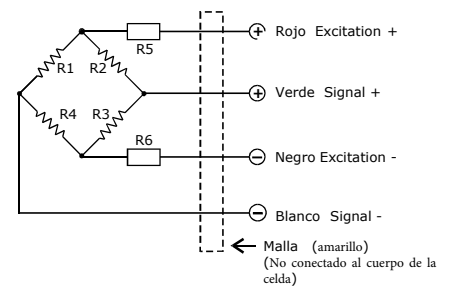 Rojo Excitation +
R5
R1
R2
Verde Signal +
R4
R3
R6
Negro Excitation -
Blanco Signal -
Malla (amarillo)
(No conectado al cuerpo de la
celda)